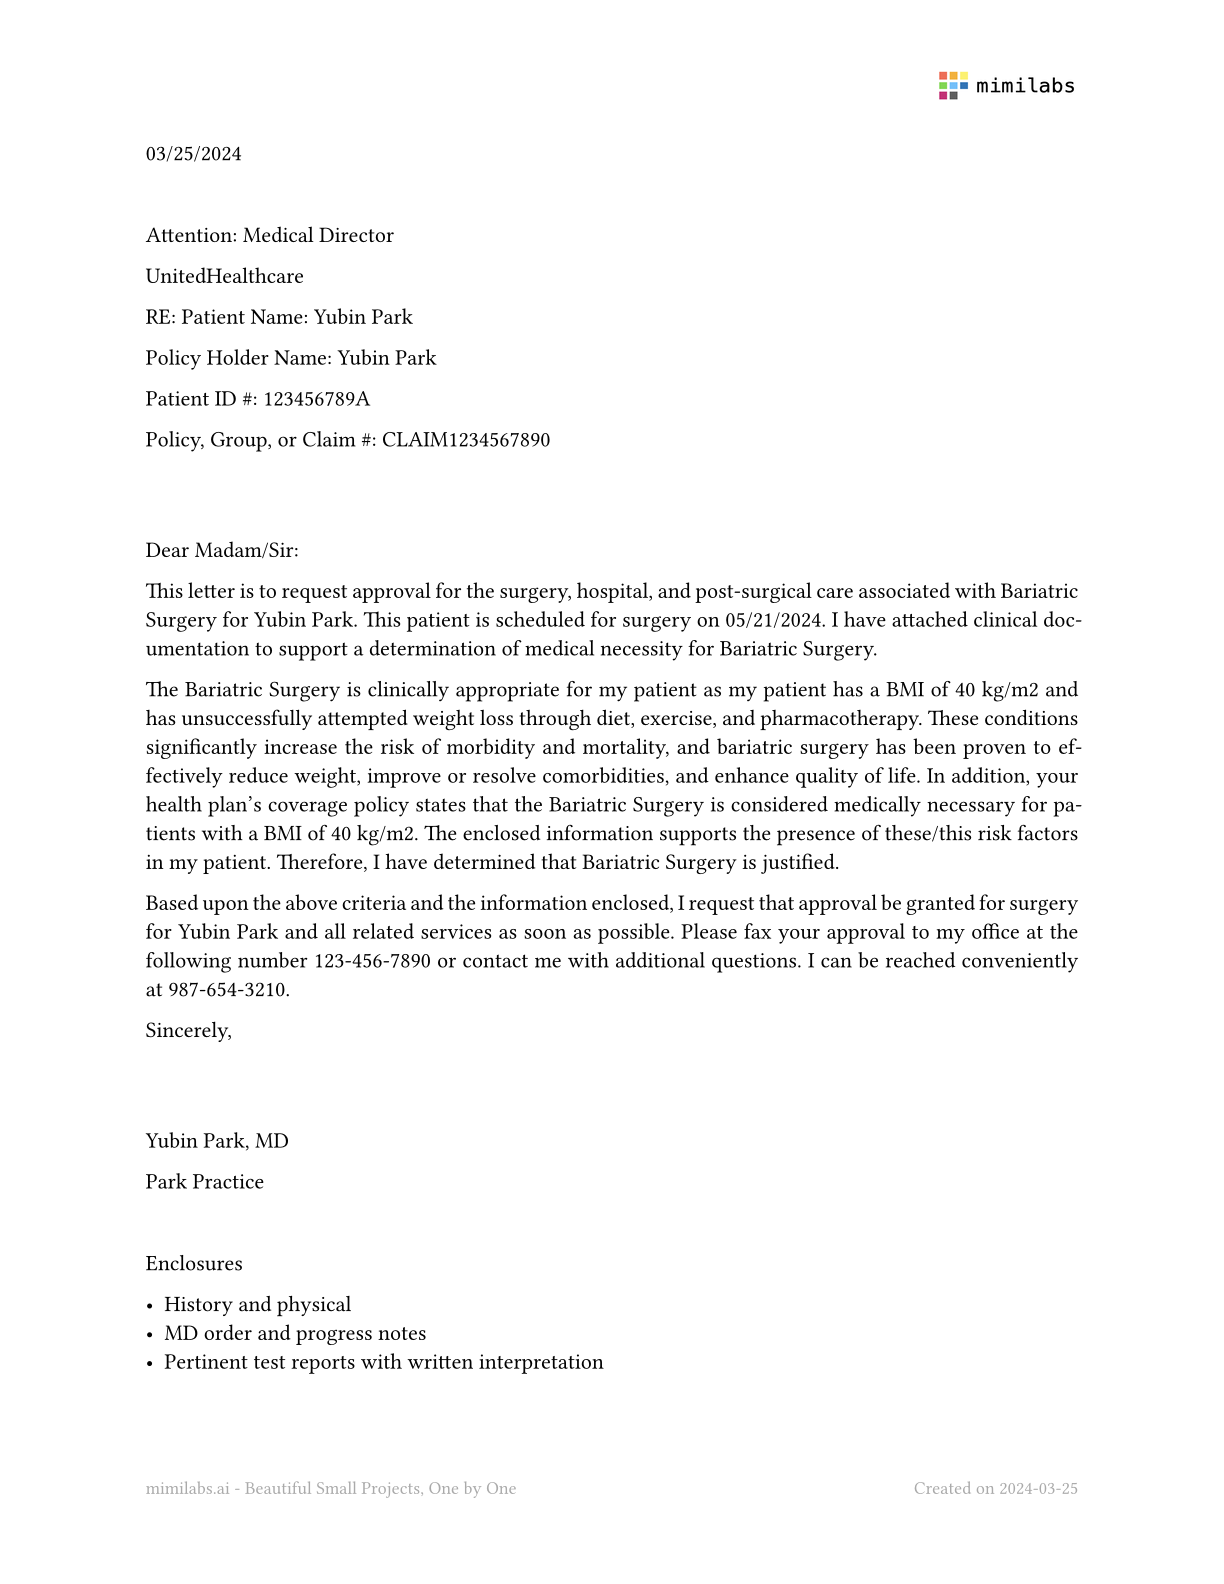 mimilabs
03/25/2024
Attention: Medical Director
UnitedHealthcare
RE: Patient Name: Yubin Park
Policy Holder Name: Yubin Park
Patient ID #: 123456789A
Policy, Group, or Claim #: CLAIM1234567890
Dear Madam/Sir:
This letter is to request approval for the surgery, hospital, and post-surgical care associated with Bariatric
Surgery for Yubin Park. This patient is scheduled for surgery on 05/21/2024. I have attached clinical doc-
umentation to support a determination of medical necessity for Bariatric Surgery.
The Bariatric Surgery is clinically appropriate for my patient as my patient has a BMI of 40 kg/m2 and
has unsuccessfully attempted weight loss through diet, exercise, and pharmacotherapy. These conditions
significantly increase the risk of morbidity and mortality, and bariatric surgery has been proven to ef-
fectively reduce weight, improve or resolve comorbidities, and enhance quality of life. In addition, your
health plan’s coverage policy states that the Bariatric Surgery is considered medically necessary for pa-
tients with a BMI of 40 kg/m2. The enclosed information supports the presence of these/this risk factors
in my patient. Therefore, I have determined that Bariatric Surgery is justified.
Based upon the above criteria and the information enclosed, I request that approval be granted for surgery
for Yubin Park and all related services as soon as possible. Please fax your approval to my office at the
following number 123-456-7890 or contact me with additional questions. I can be reached conveniently
at 987-654-3210.
Sincerely,
Yubin Park, MD
Park Practice
Enclosures
• History and physical
• MD order and progress notes
• Pertinent test reports with written interpretation
mimilabs.ai - Beautiful Small Projects, One by One
Created on 2024-03-25